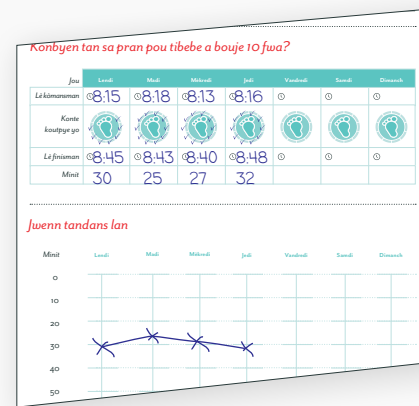 Konbyen tan sa pran pou tibebe a bouje 10 fwa?
Jou Lendi Madi Mèkredi Jedi Vandredi Samdi Dimanch
Lè kòmansman 8:15 8:18 8:13 8:16
Konte
koutpye yo
Lè finisman 8:45 8:43 8:40 8:48
Minit 30 25 27 32
Jwenn tandans lan
Minit Lendi Madi Mèkredi Jedi Vandredi Samdi Dimanch
0
10
20
30
40
50